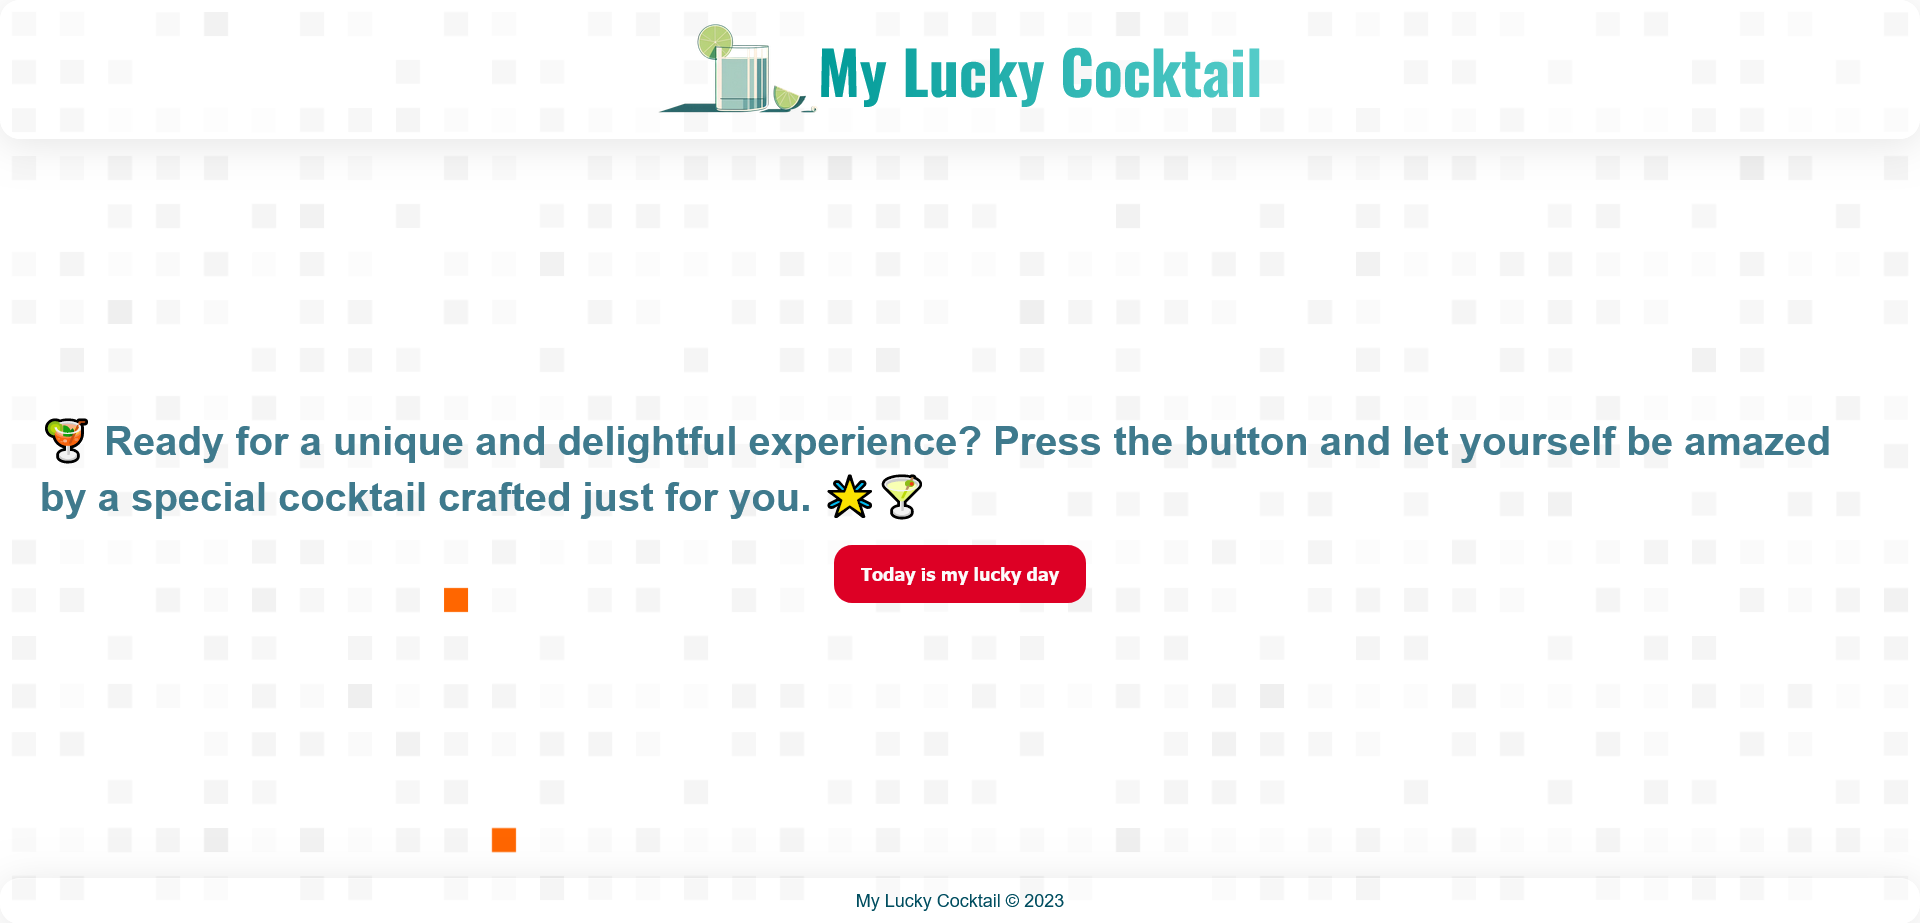 My Lucky Cocktail
🍹 Ready for a unique and delightful experience? Press the button and let yourself be amazed
by a special cocktail crafted just for you. 🌟🍸
Today is my lucky day
My Lucky Cocktail © 2023